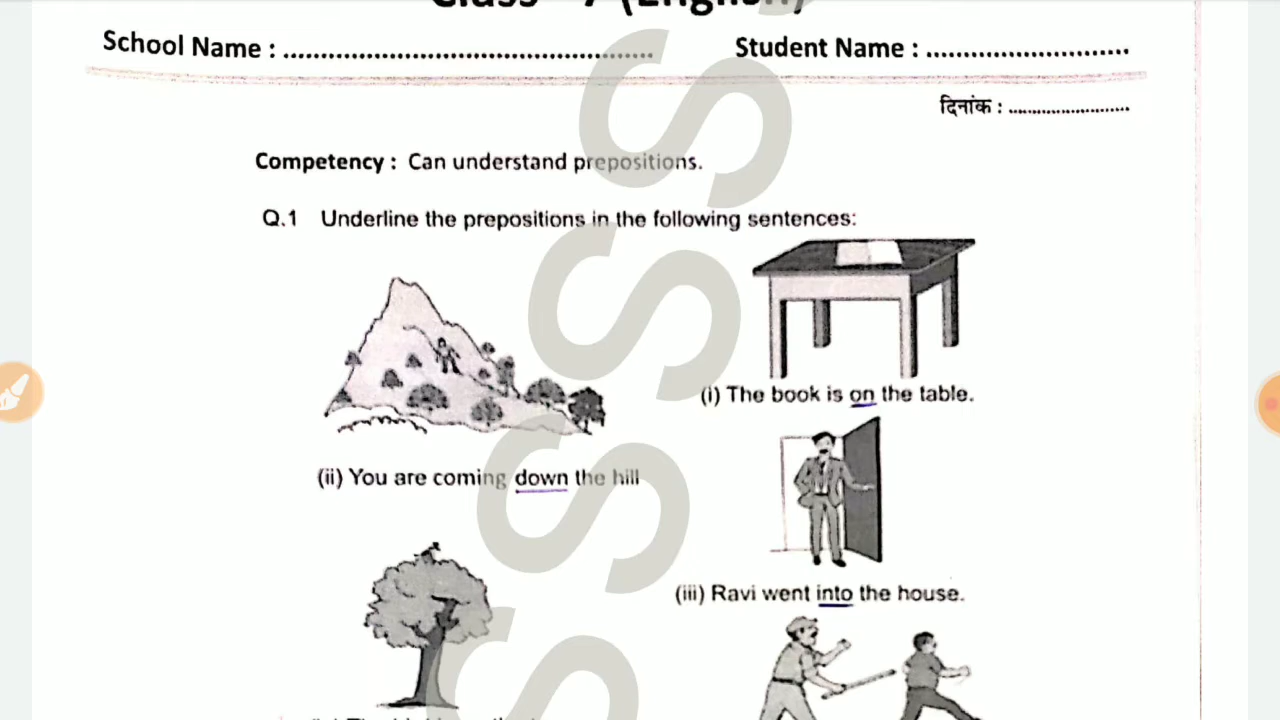 School Name : ..................................................
Student Name : ...........................
दिनांक : ........................
Competency : Can understand prepositions.
Q.1 Underline the prepositions in the following sentences:
(i) The book is on the table.
(ii) You are coming down the hill
(iii) Ravi went into the house.
SSSS